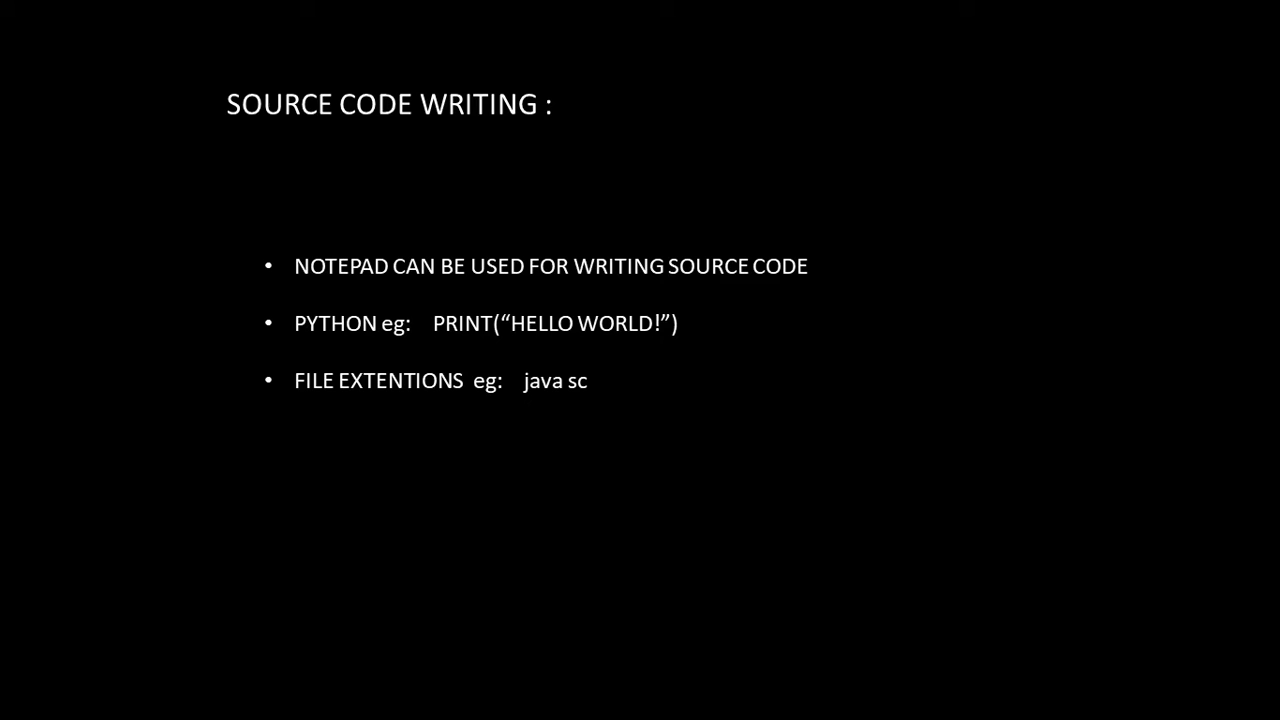 SOURCE CODE WRITING :
• NOTEPAD CAN BE USED FOR WRITING SOURCE CODE
• PYTHON eg: PRINT(“HELLO WORLD!”)
• FILE EXTENTIONS eg: java sc